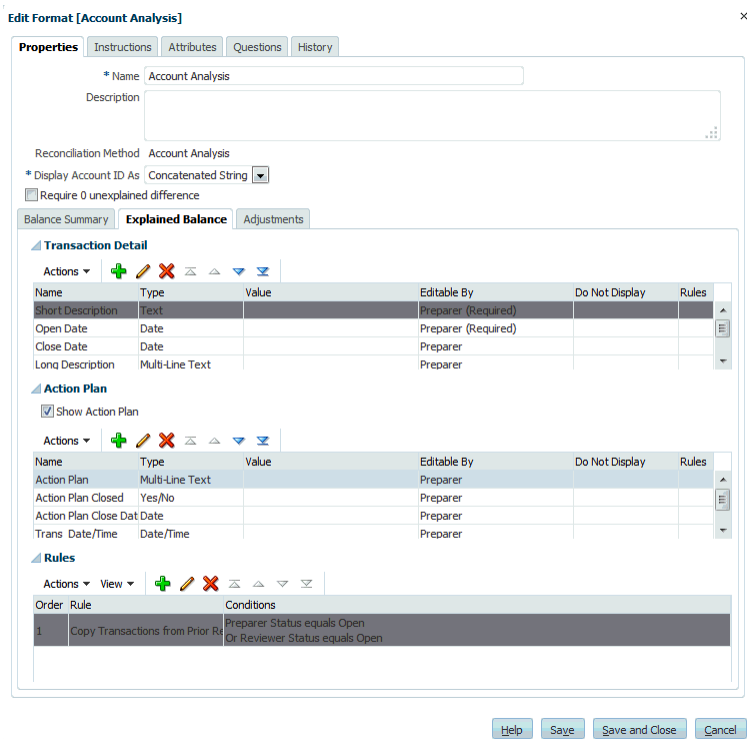 Edit Format [Account Analysis]
Properties Instructions Attributes Questions History
* Name Account Analysis
Description
Reconciliation Method Account Analysis
* Display Account ID As Concatenated String
Require 0 unexplained difference
Balance Summary Explained Balance Adjustments
Transaction Detail
Actions
Name Type Value Editable By Do Not Display Rules
Short Description Text Preparer (Required)
Open Date Date Preparer (Required)
Close Date Date Preparer
Long Description Multi-Line Text Preparer
Action Plan
Show Action Plan
Actions
Name Type Value Editable By Do Not Display Rules
Action Plan Multi-Line Text Preparer
Action Plan Closed Yes/No Preparer
Action Plan Close Dat Date Preparer
Trans Date/Time Date/Time Preparer
Rules
Actions View
Order Rule Conditions
1 Copy Transactions from Prior Re Preparer Status equals Open
Or Reviewer Status equals Open
Help Save Save and Close Cancel